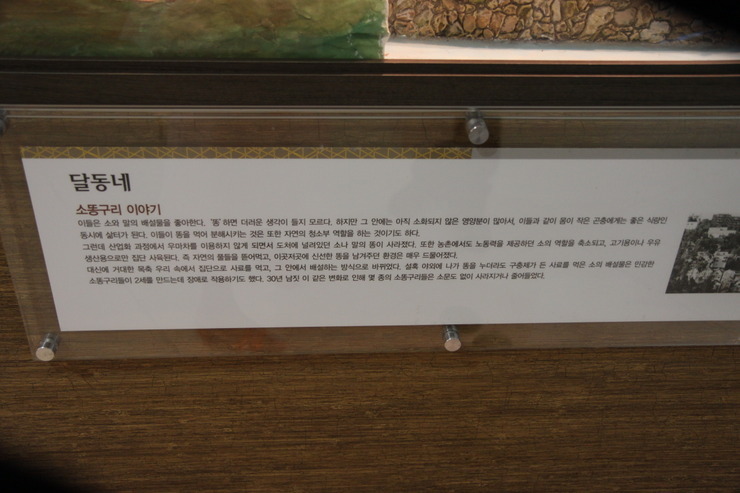 달동네
소똥구리 이야기
이들은 소와 말의 배설물을 좋아한다. '똥' 하면 더러운 생각이 들지 모르다. 하지만 그 안에는 아직 소화되지 않은 영양분이 많아서, 이들과 같이 몸이 작은 곤충에게는 좋은 식량인
동시에 삶터가 된다. 이들이 똥을 먹어 분해시키는 것은 또한 자연의 청소부 역할을 하는 것이기도 하다.
그런데 산업화 과정에서 우마차를 이용하지 않게 되면서 도처에 널려있던 소나 말의 똥이 사라졌다. 또한 농촌에서도 노동력을 제공하던 소의 역할을 축소되고, 고기용이나 우유
생산용으로만 집단 사육된다. 즉 자연의 풀들을 뜯어먹고, 이곳저곳에 신선한 똥을 남겨주던 환경은 매우 드물어졌다.
대신에 거대한 목축 우리 속에서 집단으로 사료를 먹고, 그 안에서 배설하는 방식으로 바뀌었다. 설혹 야외에 나가 똥을 누더라도 구충제가 든 사료를 먹은 소의 배설물은 민감한
소똥구리들이 2세를 만드는데 장애로 작용하기도 했다. 30년 남짓 이 같은 변화로 인해 몇 종의 소똥구리들은 소문도 없이 사라지거나 줄어들었다.